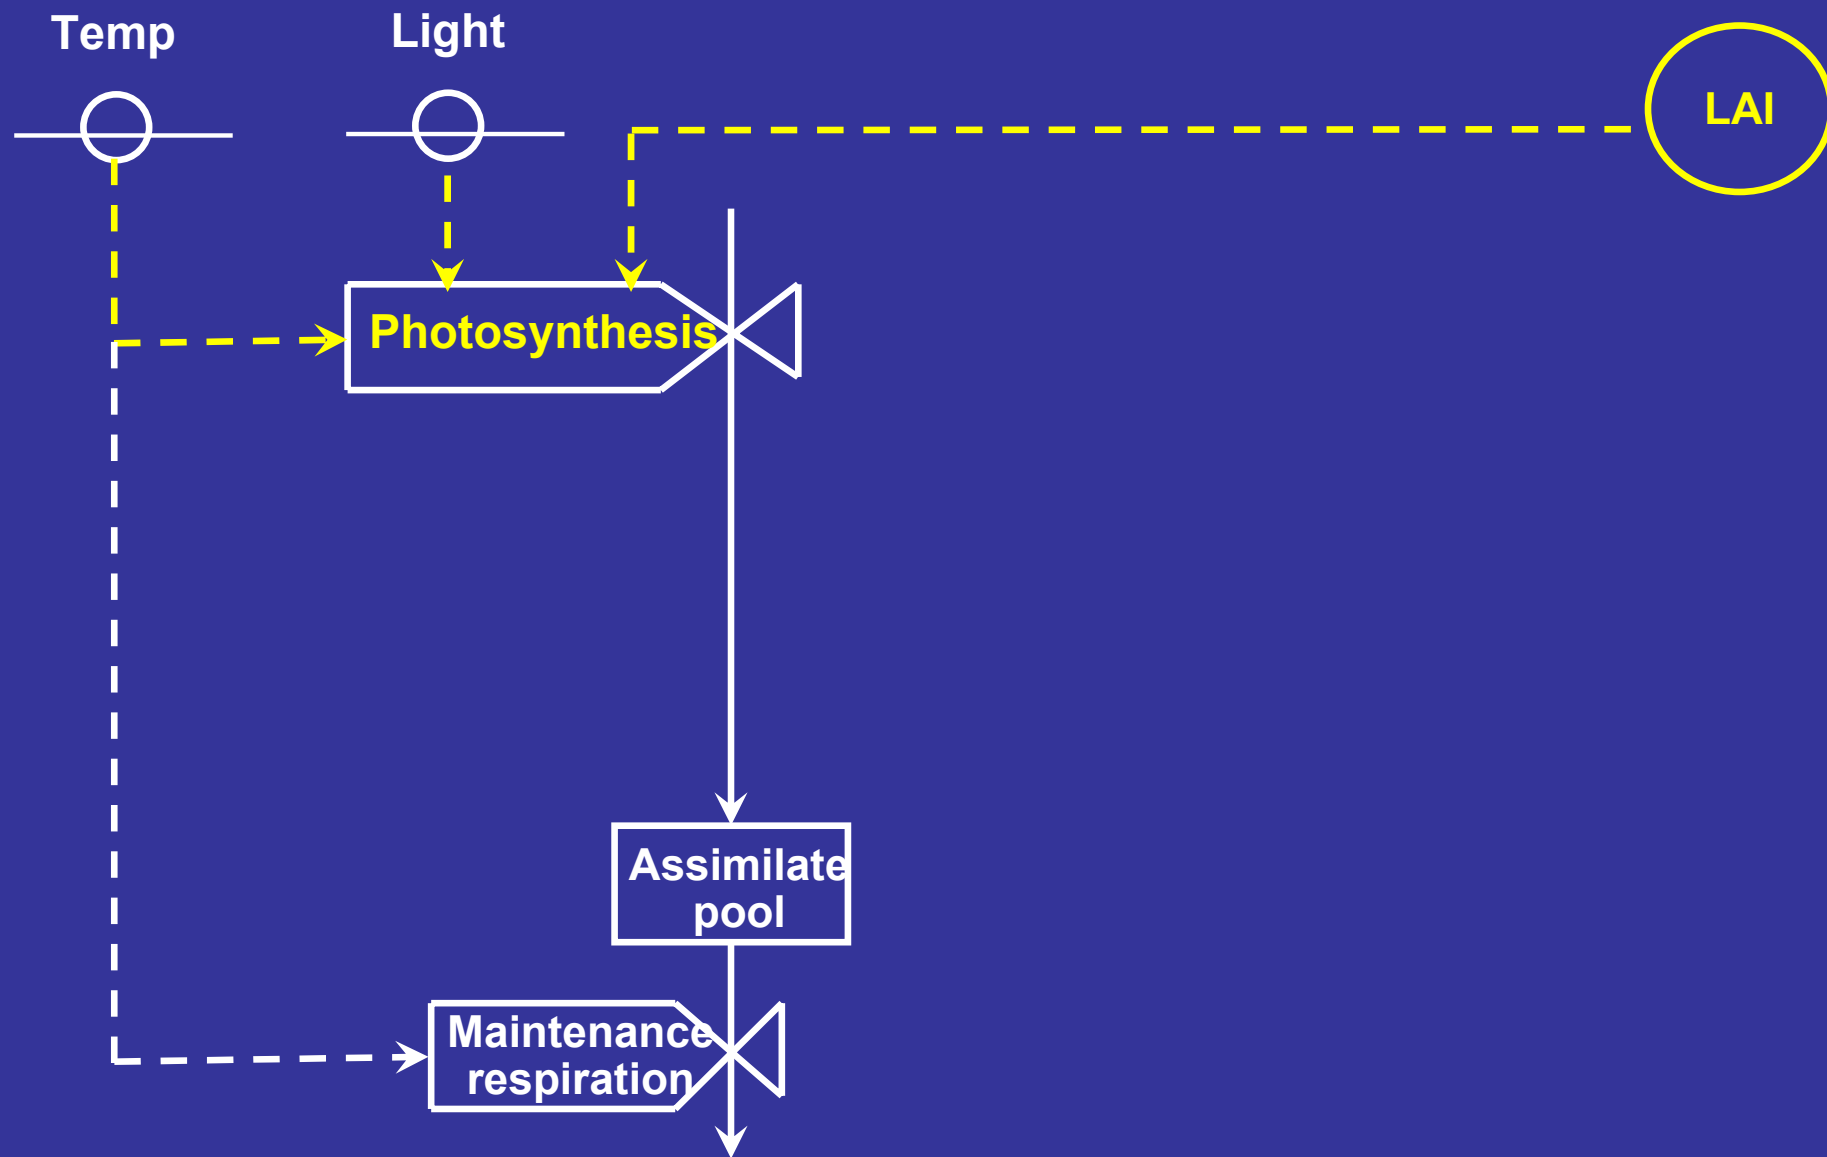 Temp
Light
LAI
Photosynthesis
Assimilate
pool
Maintenance
respiration